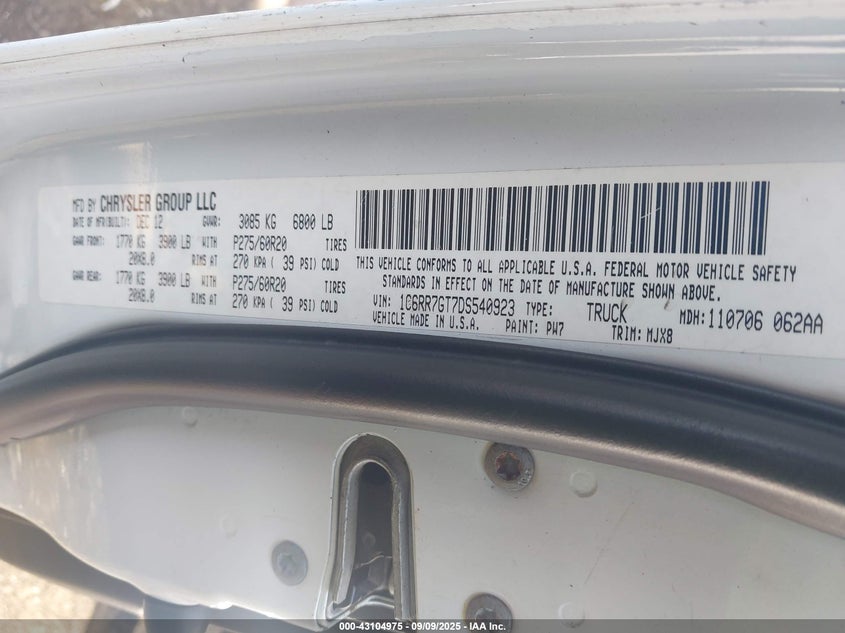 MFD BY CHRYSLER GROUP LLC
DATE OF MFR(BUILT): DEC 12 GVWR: 3085 KG 6800 LB
GAWR FRONT: 1770 KG 3900 LB WITH P275/60R20 TIRES
20X8.0 RIMS AT 270 KPA ( 39 PSI) COLD
GAWR REAR: 1770 KG 3900 LB WITH P275/60R20 TIRES
20X8.0 RIMS AT 270 KPA ( 39 PSI) COLD
THIS VEHICLE CONFORMS TO ALL APPLICABLE U.S.A. FEDERAL MOTOR VEHICLE SAFETY
STANDARDS IN EFFECT ON THE DATE OF MANUFACTURE SHOWN ABOVE.
VIN: 1C6RR7GT7DS540923 TYPE: TRUCK MDH: 110706 062AA
VEHICLE MADE IN U.S.A. PAINT: PW7 TRIM: MJX8
000-43104975 - 09/09/2025 - IAA Inc.